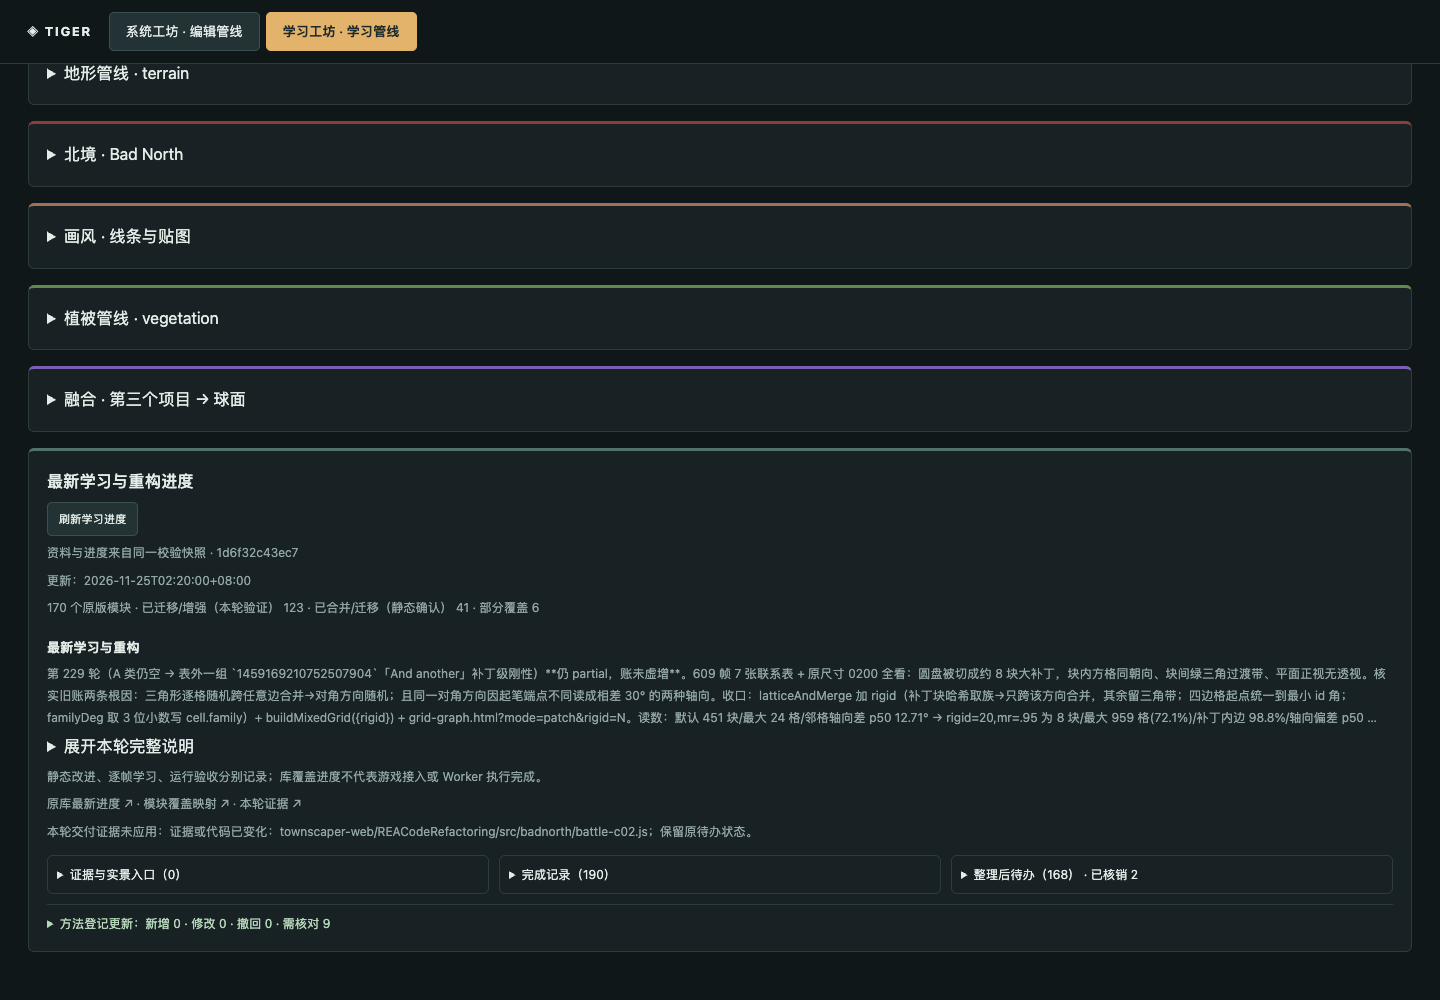 ◈ TIGER
系统工坊 · 编辑管线
学习工坊 · 学习管线
▶ 地形管线 · terrain
▶ 北境 · Bad North
▶ 画风 · 线条与贴图
▶ 植被管线 · vegetation
▶ 融合 · 第三个项目 → 球面
最新学习与重构进度
刷新学习进度
资料与进度来自同一校验快照 · 1d6f32c43ec7
更新：2026-11-25T02:20:00+08:00
170 个原版模块 · 已迁移/增强（本轮验证） 123 · 已合并/迁移（静态确认） 41 · 部分覆盖 6
最新学习与重构
第 229 轮（A 类仍空 → 表外一组 `1459169210752507904`「And another」补丁级刚性）**仍 partial，账未虚增**。609 帧 7 张联系表 + 原尺寸 0200 全看：圆盘被切成约 8 块大补丁，块内方格同朝向、块间绿三角过渡带、平面正视无透视。核
实旧账两条根因：三角形逐格随机跨任意边合并→对角方向随机；且同一对角方向因起笔端点不同读成相差 30° 的两种轴向。收口：latticeAndMerge 加 rigid（补丁块哈希取族→只跨该方向合并，其余留三角带；四边格起点统一到最小 id 角；
familyDeg 取 3 位小数写 cell.family）+ buildMixedGrid({rigid}) + grid-graph.html?mode=patch&rigid=N。读数：默认 451 块/最大 24 格/邻格轴向差 p50 12.71° → rigid=20,mr=.95 为 8 块/最大 959 格(72.1%)/补丁内边 98.8%/轴向偏差 p50 …
▶ 展开本轮完整说明
静态改进、逐帧学习、运行验收分别记录；库覆盖进度不代表游戏接入或 Worker 执行完成。
原库最新进度 ↗ · 模块覆盖映射 ↗ · 本轮证据 ↗
本轮交付证据未应用：证据或代码已变化：townscaper-web/REACodeRefactoring/src/badnorth/battle-c02.js；保留原待办状态。
▶ 证据与实景入口（0）
▶ 完成记录（190）
▶ 整理后待办（168） · 已核销 2
▶ 方法登记更新：新增 0 · 修改 0 · 撤回 0 · 需核对 9